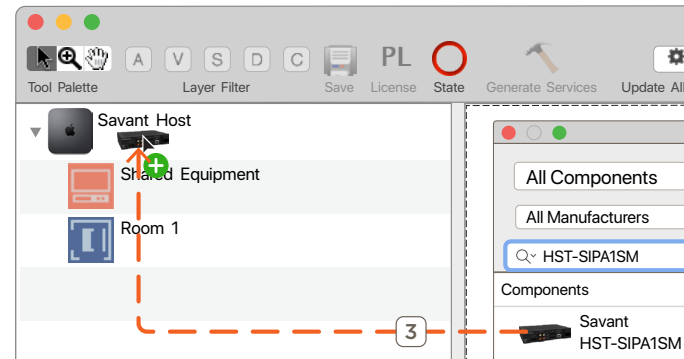 A V S D C PL
Tool Palette Layer Filter Save License State Generate Services Update All
Savant Host
Shared Equipment
Room 1
All Components
All Manufacturers
HST-SIPA1SM
Components
3
Savant
HST-SIPA1SM